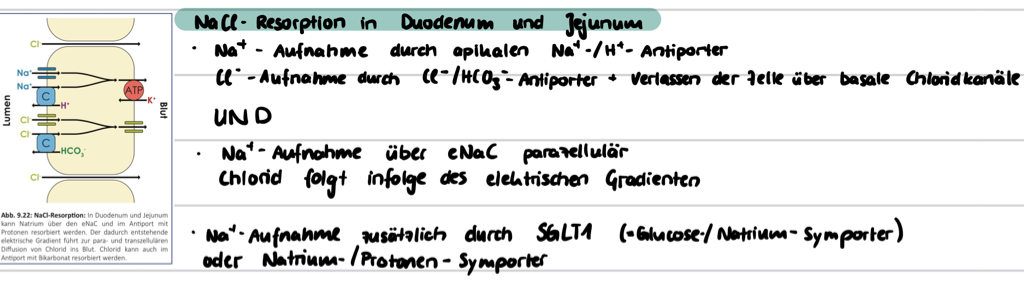 NaCl-Resorption in Duodenum und Jejunum
· Na⁺-Aufnahme durch apikalen Na⁺-/H⁺-Antiporter
Cl⁻-Aufnahme durch Cl⁻/HCO₃⁻-Antiporter + Verlassen der Zelle über basale Chloridkanäle
UND
· Na⁺-Aufnahme über eNaC parazellulär
Chlorid folgt infolge des elektrischen Gradienten
· Na⁺-Aufnahme zusätzlich durch SGLT1 (=Glucose-/Natrium-Symporter)
oder Natrium-/Protonen-Symporter
Cl⁻
Na⁺
Na⁺
C
H⁺
ATP
K⁺
Cl⁻
Cl⁻
C
HCO₃⁻
Cl⁻
Lumen
Blut
Abb. 9.22: NaCl-Resorption: In Duodenum und Jejunum
kann Natrium über den eNaC und im Antiport mit
Protonen resorbiert werden. Der dadurch entstehende
elektrische Gradient führt zur para- und transzellulären
Diffusion von Chlorid ins Blut. Chlorid kann auch im
Antiport mit Bikarbonat resorbiert werden.